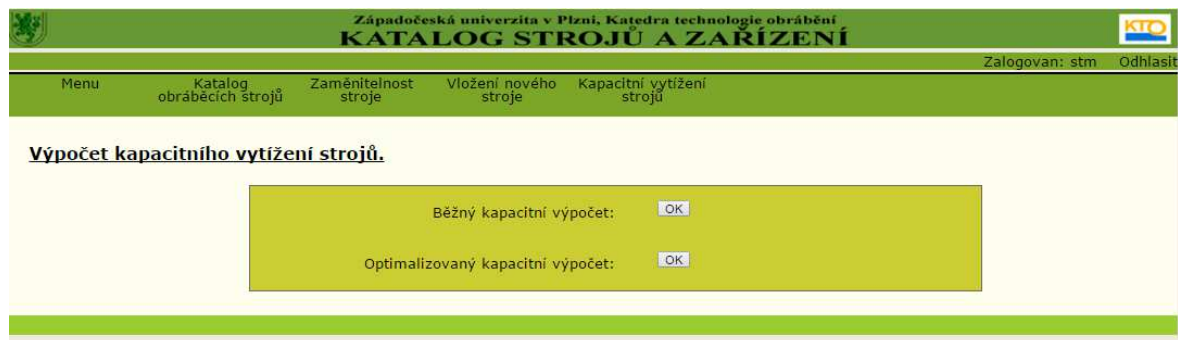 Západočeská univerzita v Plzni, Katedra technologie obrábění
KATALOG STROJŮ A ZAŘÍZENÍ
KTO
Zalogovan: stm Odhlasit
Menu Katalog obráběcích strojů Zaměnitelnost stroje Vložení nového stroje Kapacitní vytížení strojů
Výpočet kapacitního vytížení strojů.
Běžný kapacitní výpočet: OK
Optimalizovaný kapacitní výpočet: OK